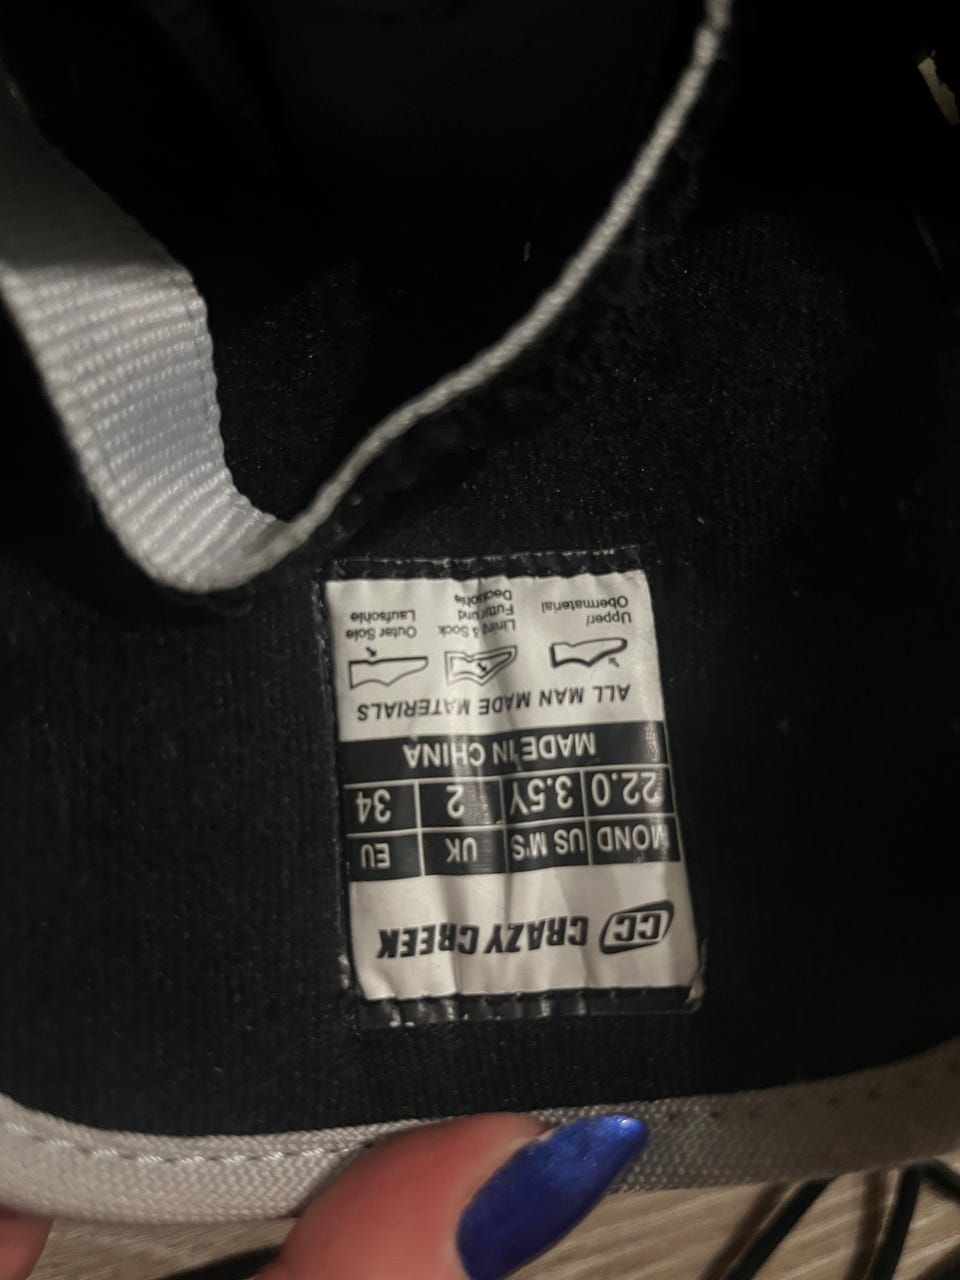 CC CRAZY CREEK
MOND US M'S UK EU
22.0 3.5Y 2 34
MADE IN CHINA
ALL MAN MADE MATERIALS
Upper/
Obermaterial
Lining & Sock
Futter und
Decksohle
Outer Sole
Laufsohle